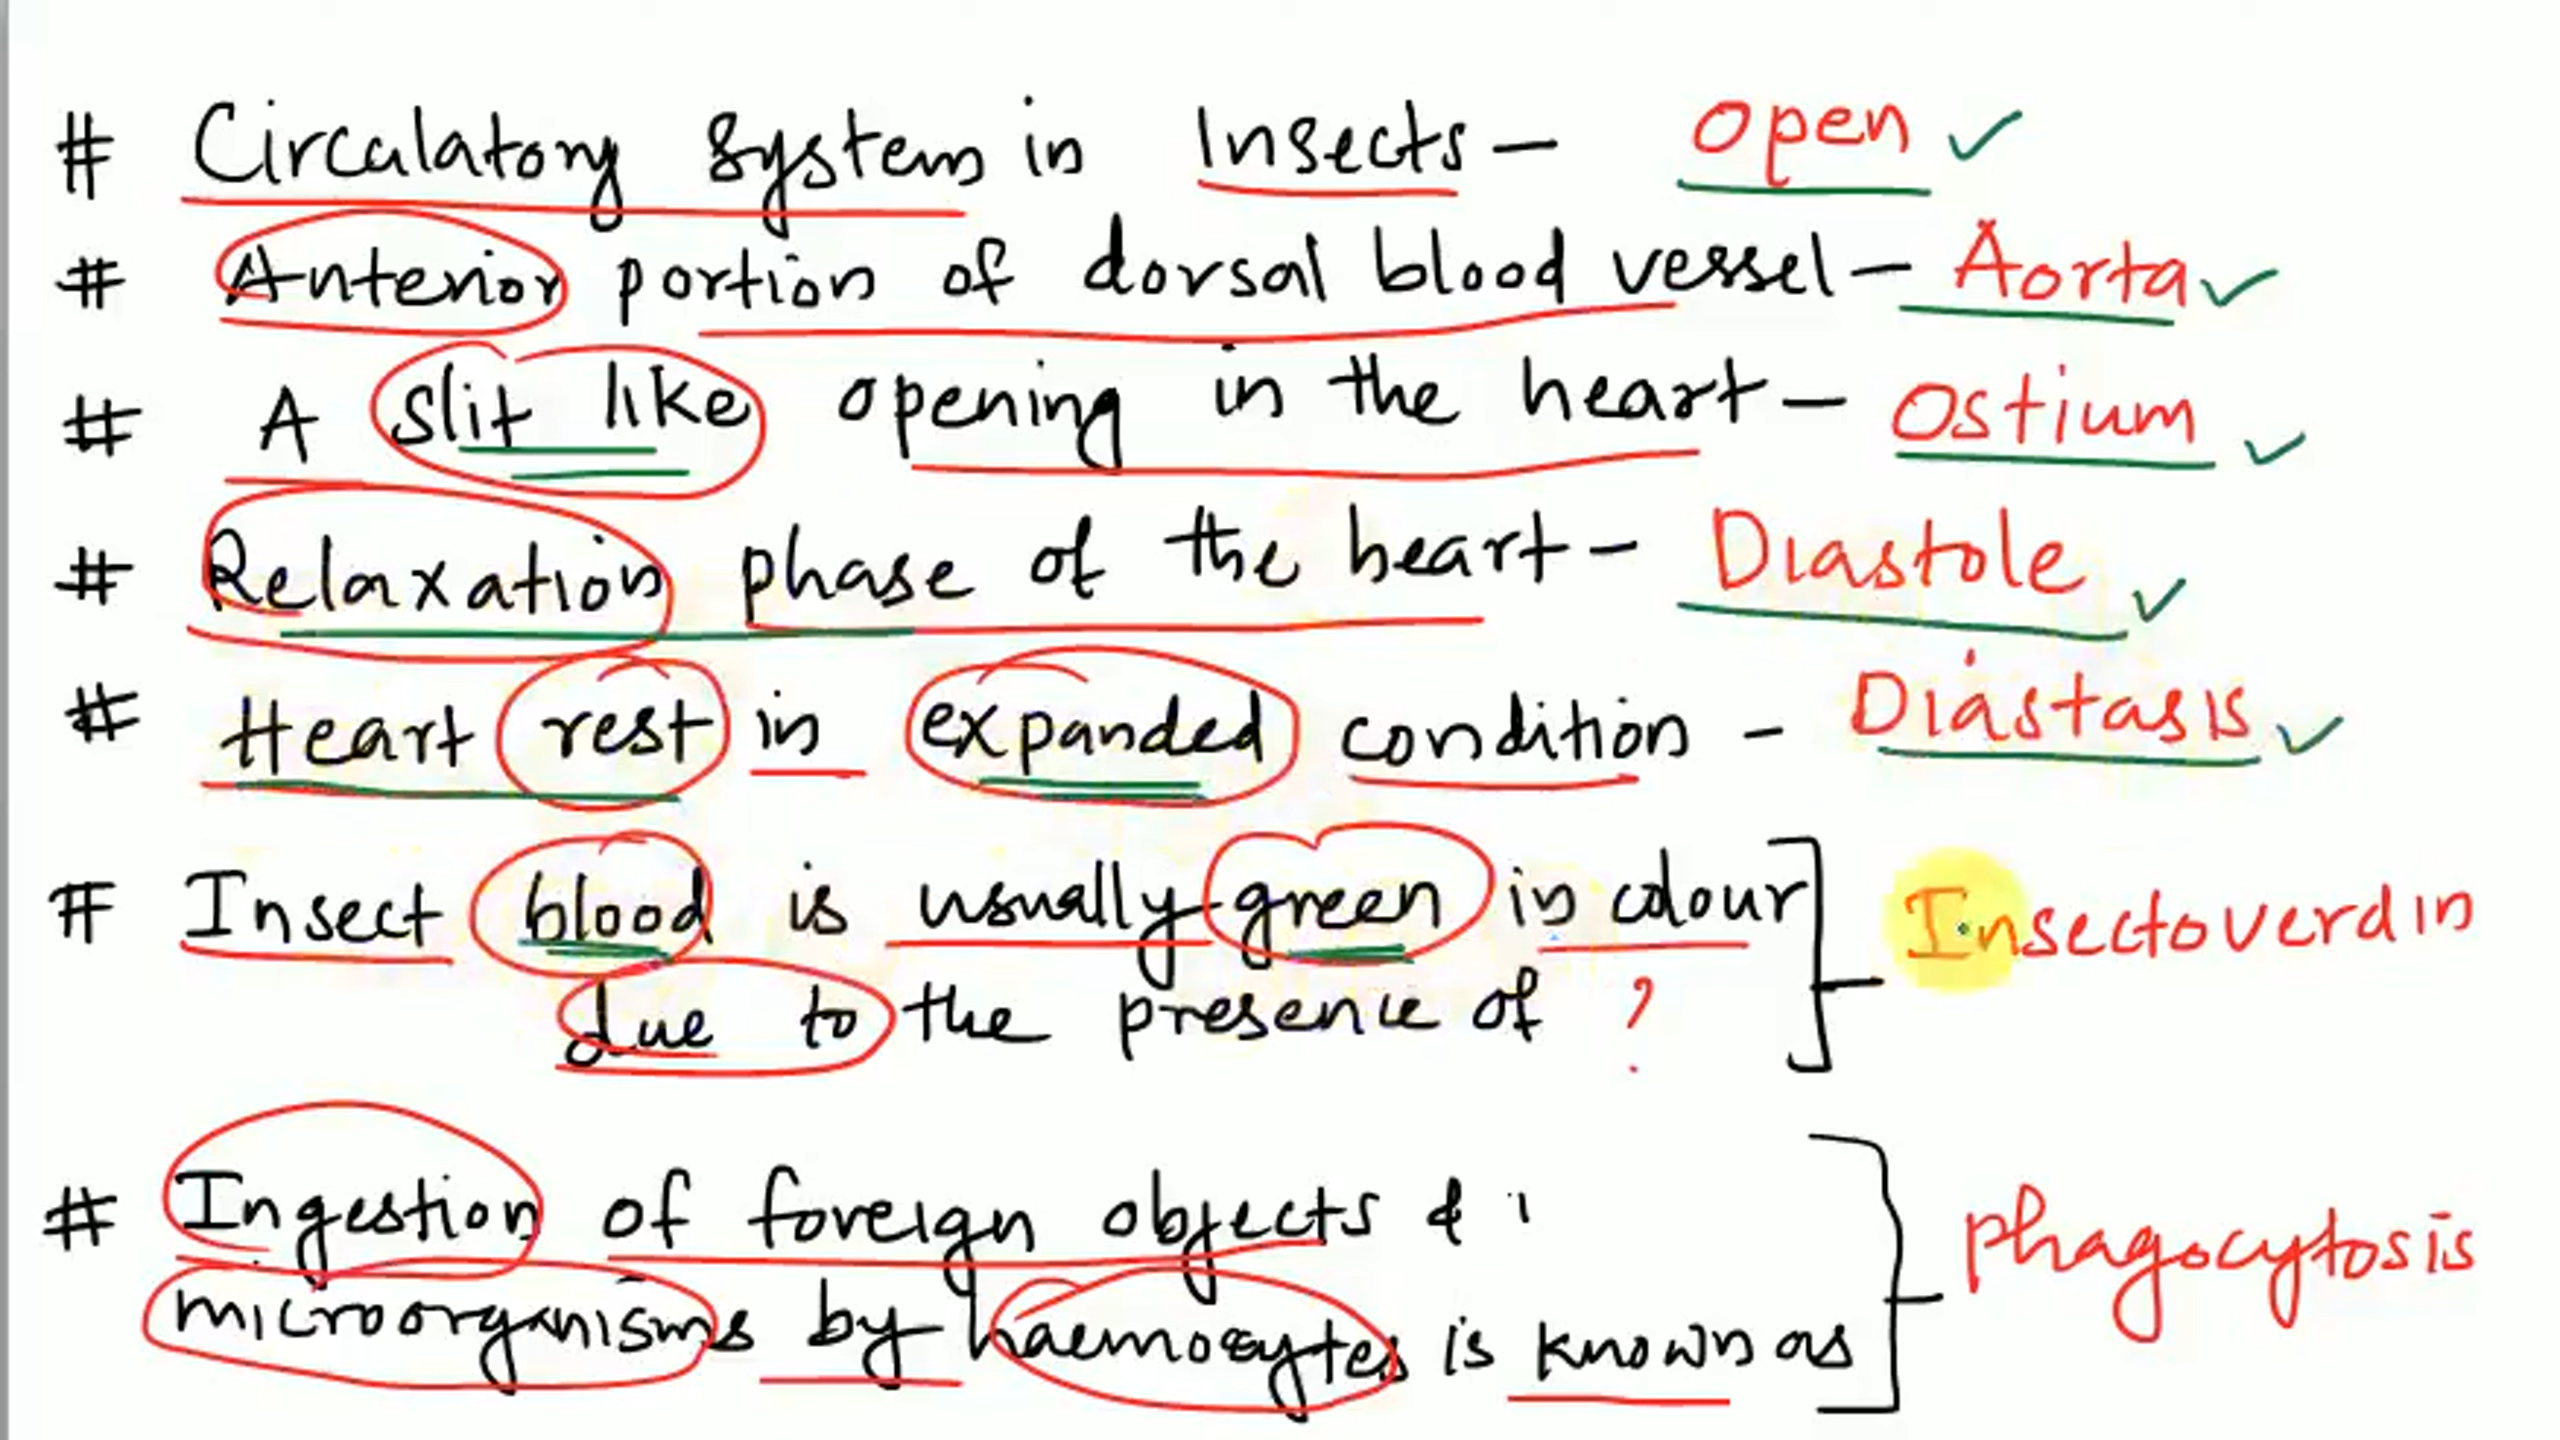 # Circulatory system in Insects - Open ✓
# Anterior portion of dorsal blood vessel - Aorta ✓
# A slit like opening in the heart - Ostium ✓
# Relaxation phase of the heart - Diastole ✓
# Heart rest in expanded condition - Diastasis ✓
# Insect blood is usually green in colour Insectoverdin
due to the presence of ?
# Ingestion of foreign objects &
microorganisms by haemocytes is known as phagocytosis